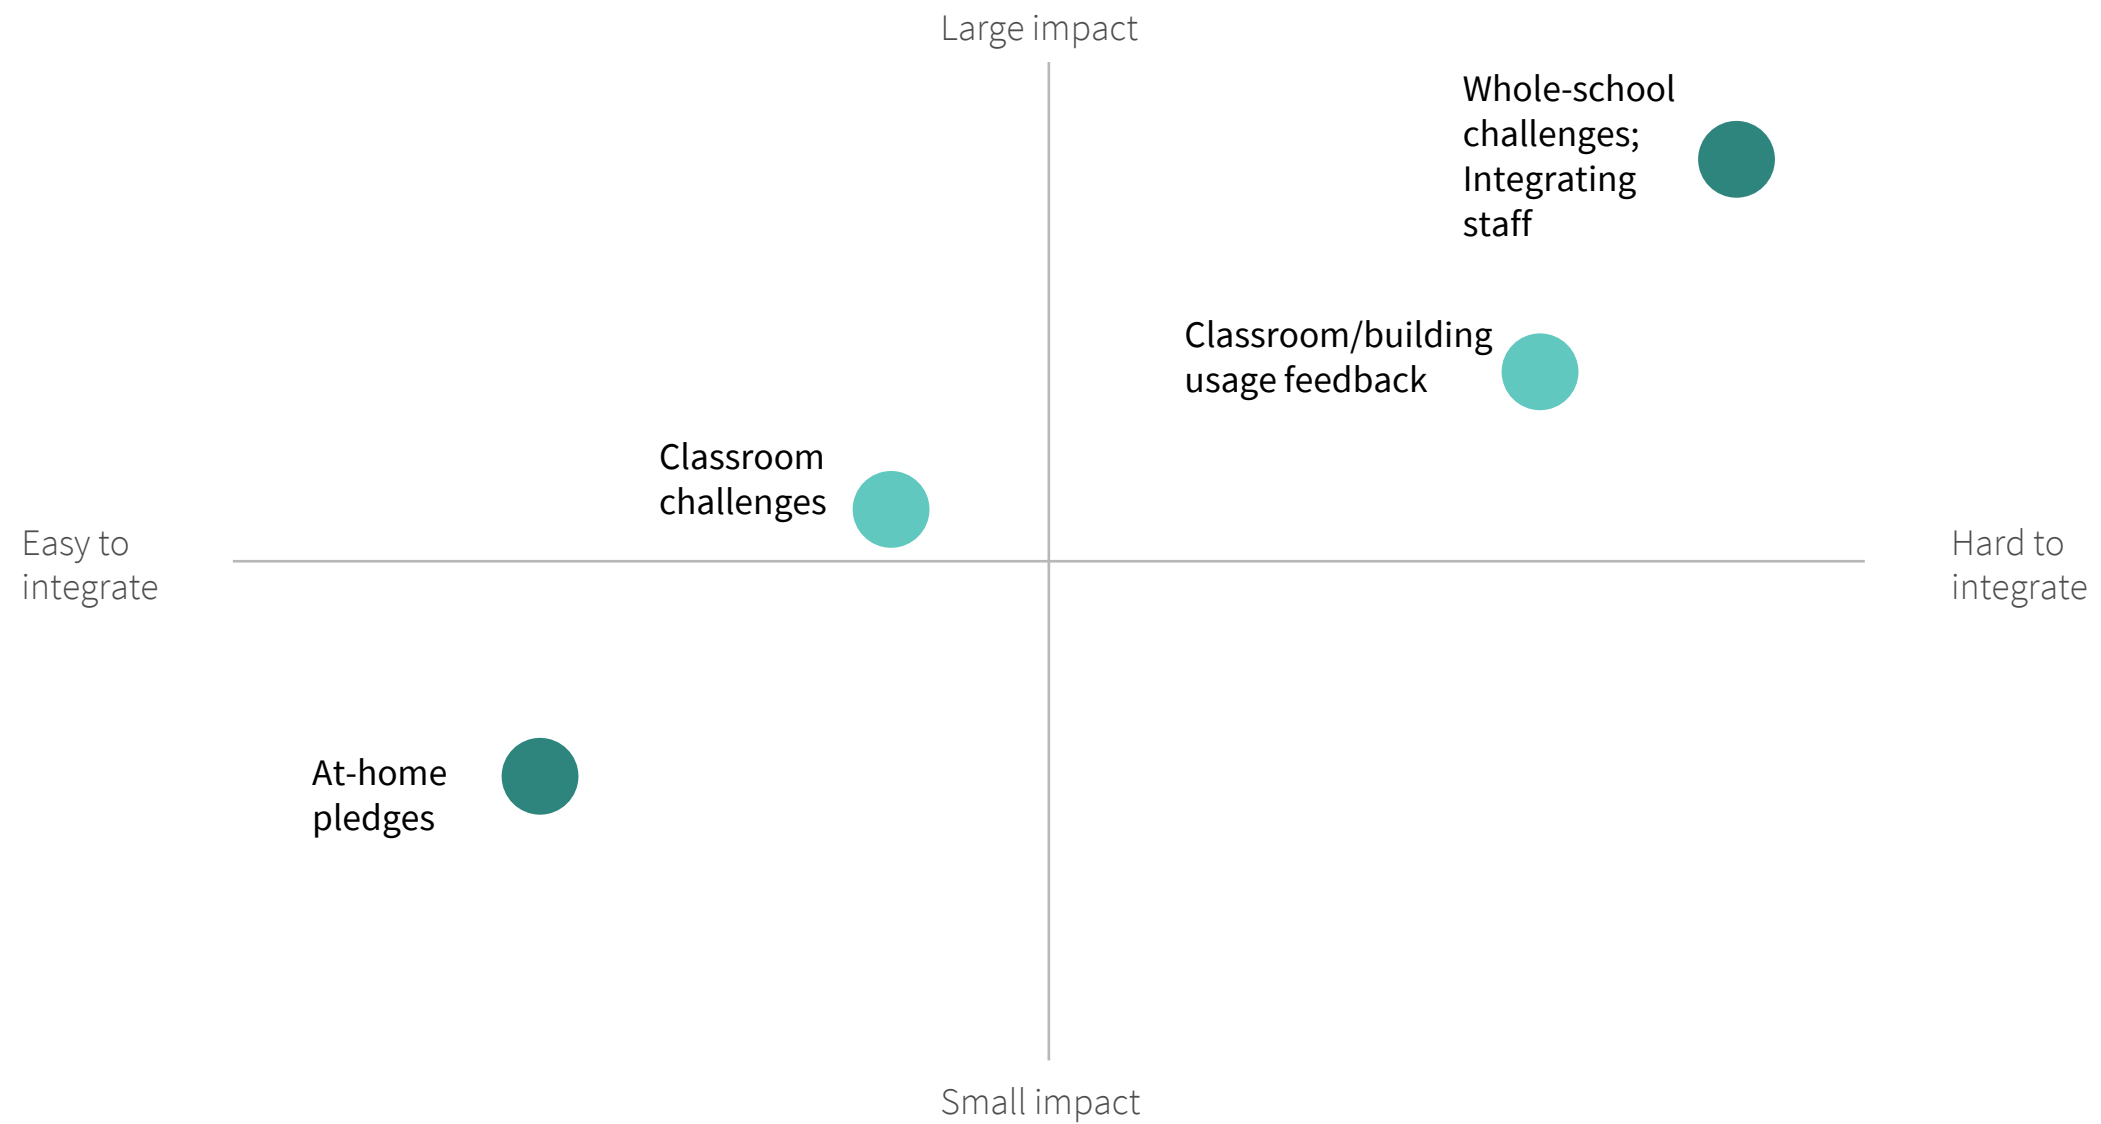 Large impact
Whole-school
challenges;
Integrating
staff
Classroom/building
usage feedback
Classroom
challenges
Easy to
integrate
Hard to
integrate
At-home
pledges
Small impact